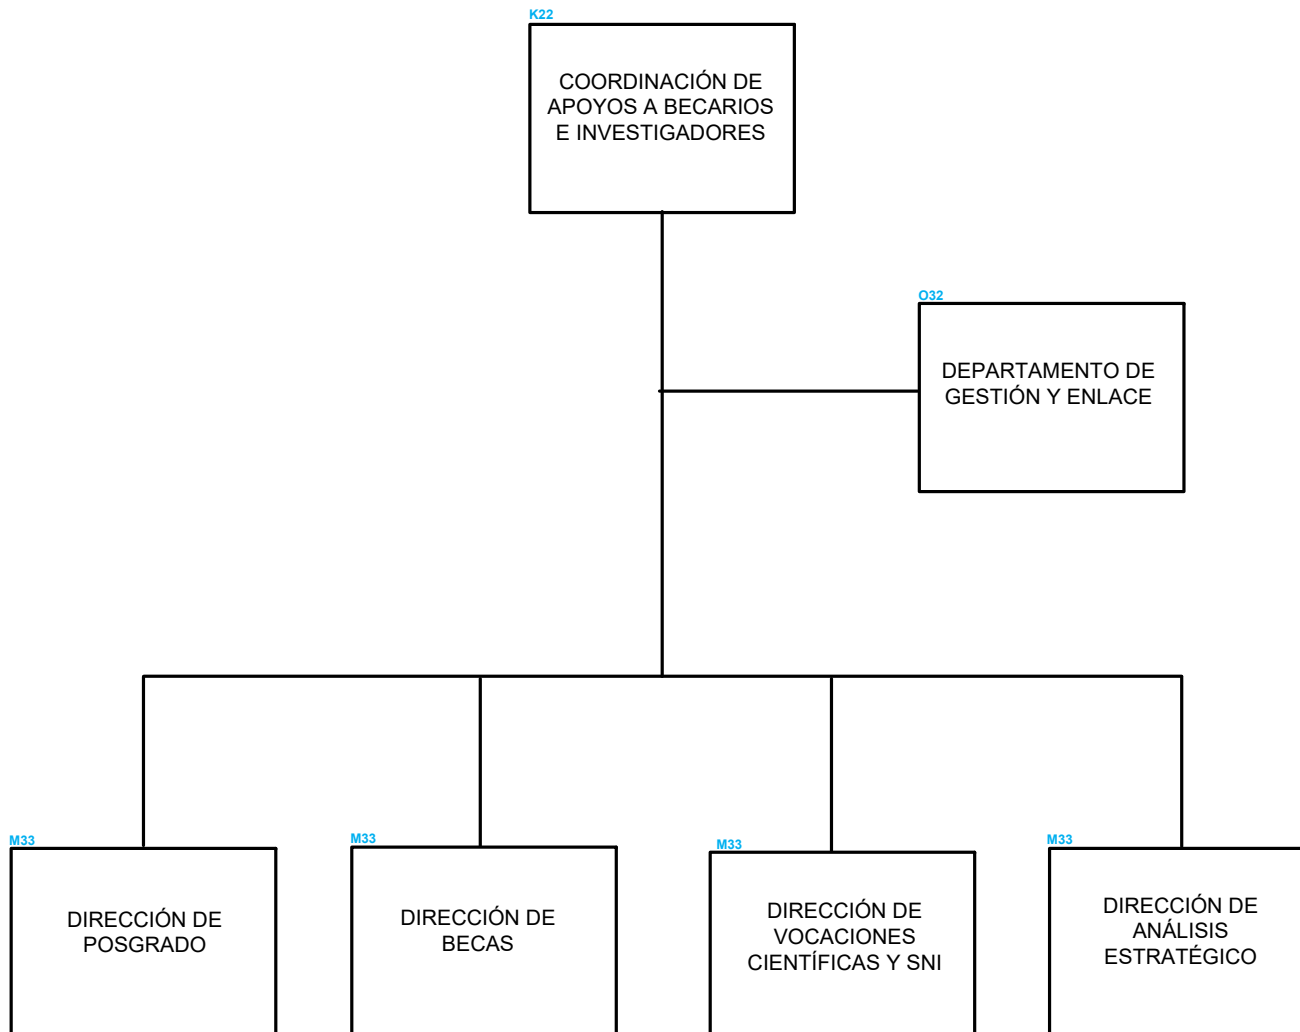 K22
COORDINACIÓN DE
APOYOS A BECARIOS
E INVESTIGADORES
O32
DEPARTAMENTO DE
GESTIÓN Y ENLACE
M33
DIRECCIÓN DE
POSGRADO
M33
DIRECCIÓN DE
BECAS
M33
DIRECCIÓN DE
VOCACIONES
CIENTÍFICAS Y SNI
M33
DIRECCIÓN DE
ANÁLISIS
ESTRATÉGICO